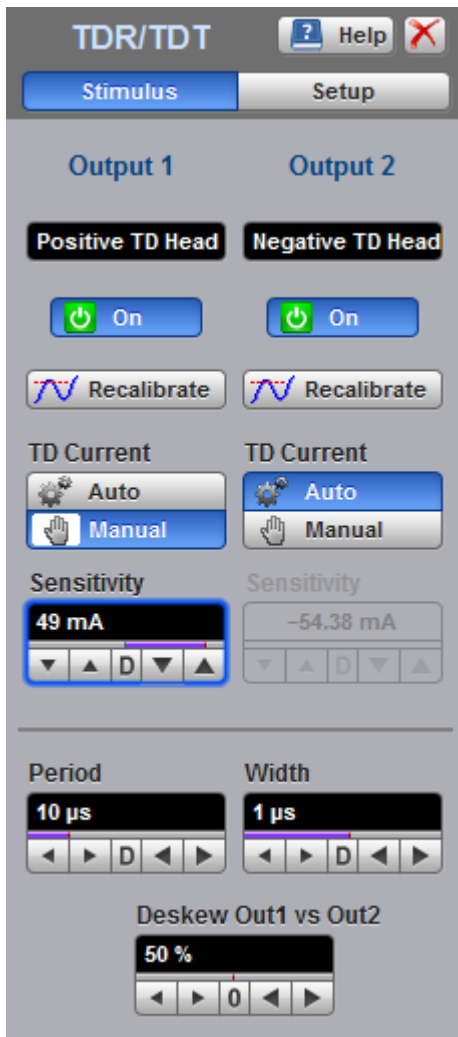 TDR/TDT Help
Stimulus Setup
Output 1 Output 2
Positive TD Head Negative TD Head
On On
Recalibrate Recalibrate
TD Current TD Current
Auto Auto
Manual Manual
Sensitivity Sensitivity
49 mA −54.38 mA
D D
Period Width
10 µs 1 µs
D D
Deskew Out1 vs Out2
50 %
0